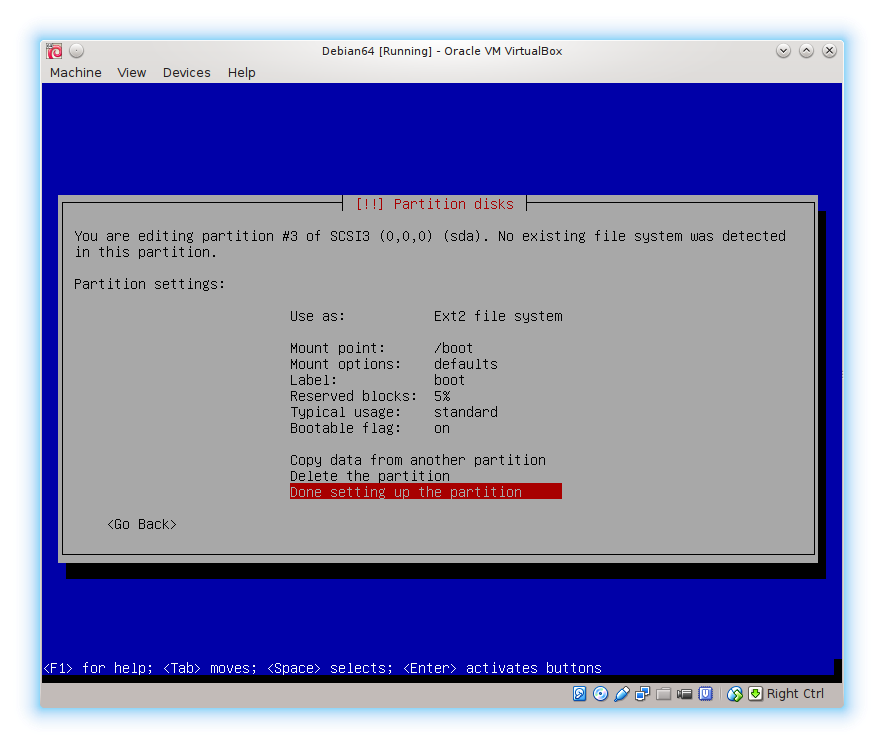 Debian64 [Running] - Oracle VM VirtualBox
Machine View Devices Help
[!!] Partition disks
You are editing partition #3 of SCSI3 (0,0,0) (sda). No existing file system was detected
in this partition.
Partition settings:
Use as: Ext2 file system
Mount point: /boot
Mount options: defaults
Label: boot
Reserved blocks: 5%
Typical usage: standard
Bootable flag: on
Copy data from another partition
Delete the partition
Done setting up the partition
<Go Back>
<F1> for help; <Tab> moves; <Space> selects; <Enter> activates buttons
Right Ctrl